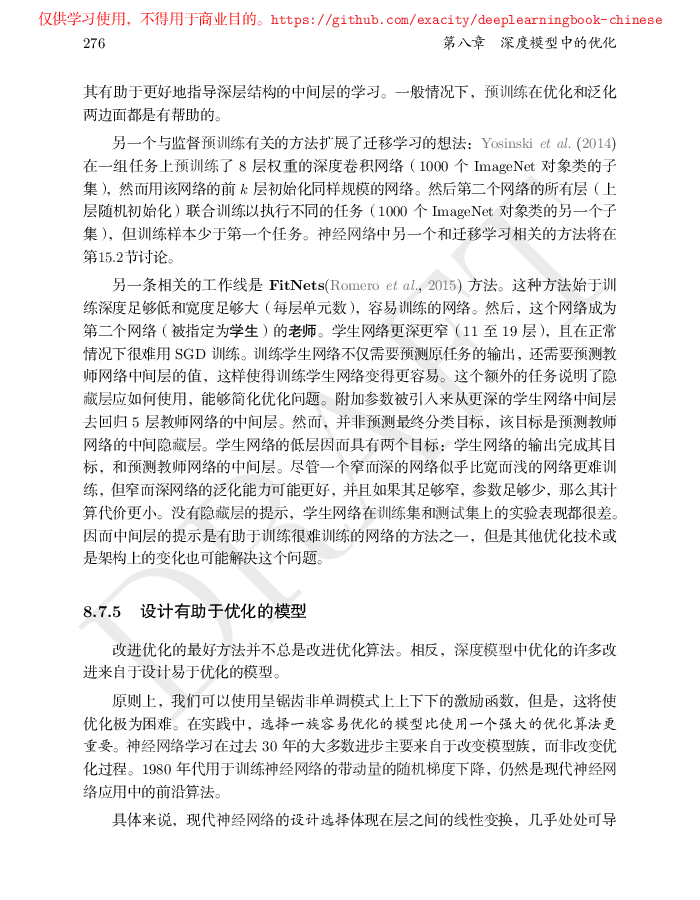 仅供学习使用，不得用于商业目的。https://github.com/exacity/deeplearningbook-chinese
276 第八章 深度模型中的优化
其有助于更好地指导深层结构的中间层的学习。一般情况下，预训练在优化和泛化
两边面都是有帮助的。
另一个与监督预训练有关的方法扩展了迁移学习的想法：Yosinski et al. (2014)
在一组任务上预训练了 8 层权重的深度卷积网络（1000 个 ImageNet 对象类的子
集），然而用该网络的前 k 层初始化同样规模的网络。然后第二个网络的所有层（上
层随机初始化）联合训练以执行不同的任务（1000 个 ImageNet 对象类的另一个子
集），但训练样本少于第一个任务。神经网络中另一个和迁移学习相关的方法将在
第15.2节讨论。
另一条相关的工作线是 FitNets(Romero et al., 2015) 方法。这种方法始于训
练深度足够低和宽度足够大（每层单元数），容易训练的网络。然后，这个网络成为
第二个网络（被指定为学生）的老师。学生网络更深更窄（11 至 19 层），且在正常
情况下很难用 SGD 训练。训练学生网络不仅需要预测原任务的输出，还需要预测教
师网络中间层的值，这样使得训练学生网络变得更容易。这个额外的任务说明了隐
藏层应如何使用，能够简化优化问题。附加参数被引入来从更深的学生网络中间层
去回归 5 层教师网络的中间层。然而，并非预测最终分类目标，该目标是预测教师
网络的中间隐藏层。学生网络的低层因而具有两个目标：学生网络的输出完成其目
标，和预测教师网络的中间层。尽管一个窄而深的网络似乎比宽而浅的网络更难训
练，但窄而深网络的泛化能力可能更好，并且如果其足够窄，参数足够少，那么其计
算代价更小。没有隐藏层的提示，学生网络在训练集和测试集上的实验表现都很差。
因而中间层的提示是有助于训练很难训练的网络的方法之一，但是其他优化技术或
是架构上的变化也可能解决这个问题。
8.7.5 设计有助于优化的模型
改进优化的最好方法并不总是改进优化算法。相反，深度模型中优化的许多改
进来自于设计易于优化的模型。
原则上，我们可以使用呈锯齿非单调模式上上下下的激励函数，但是，这将使
优化极为困难。在实践中，选择一族容易优化的模型比使用一个强大的优化算法更
重要。神经网络学习在过去 30 年的大多数进步主要来自于改变模型族，而非改变优
化过程。1980 年代用于训练神经网络的带动量的随机梯度下降，仍然是现代神经网
络应用中的前沿算法。
具体来说，现代神经网络的设计选择体现在层之间的线性变换，几乎处处可导
DRAFT